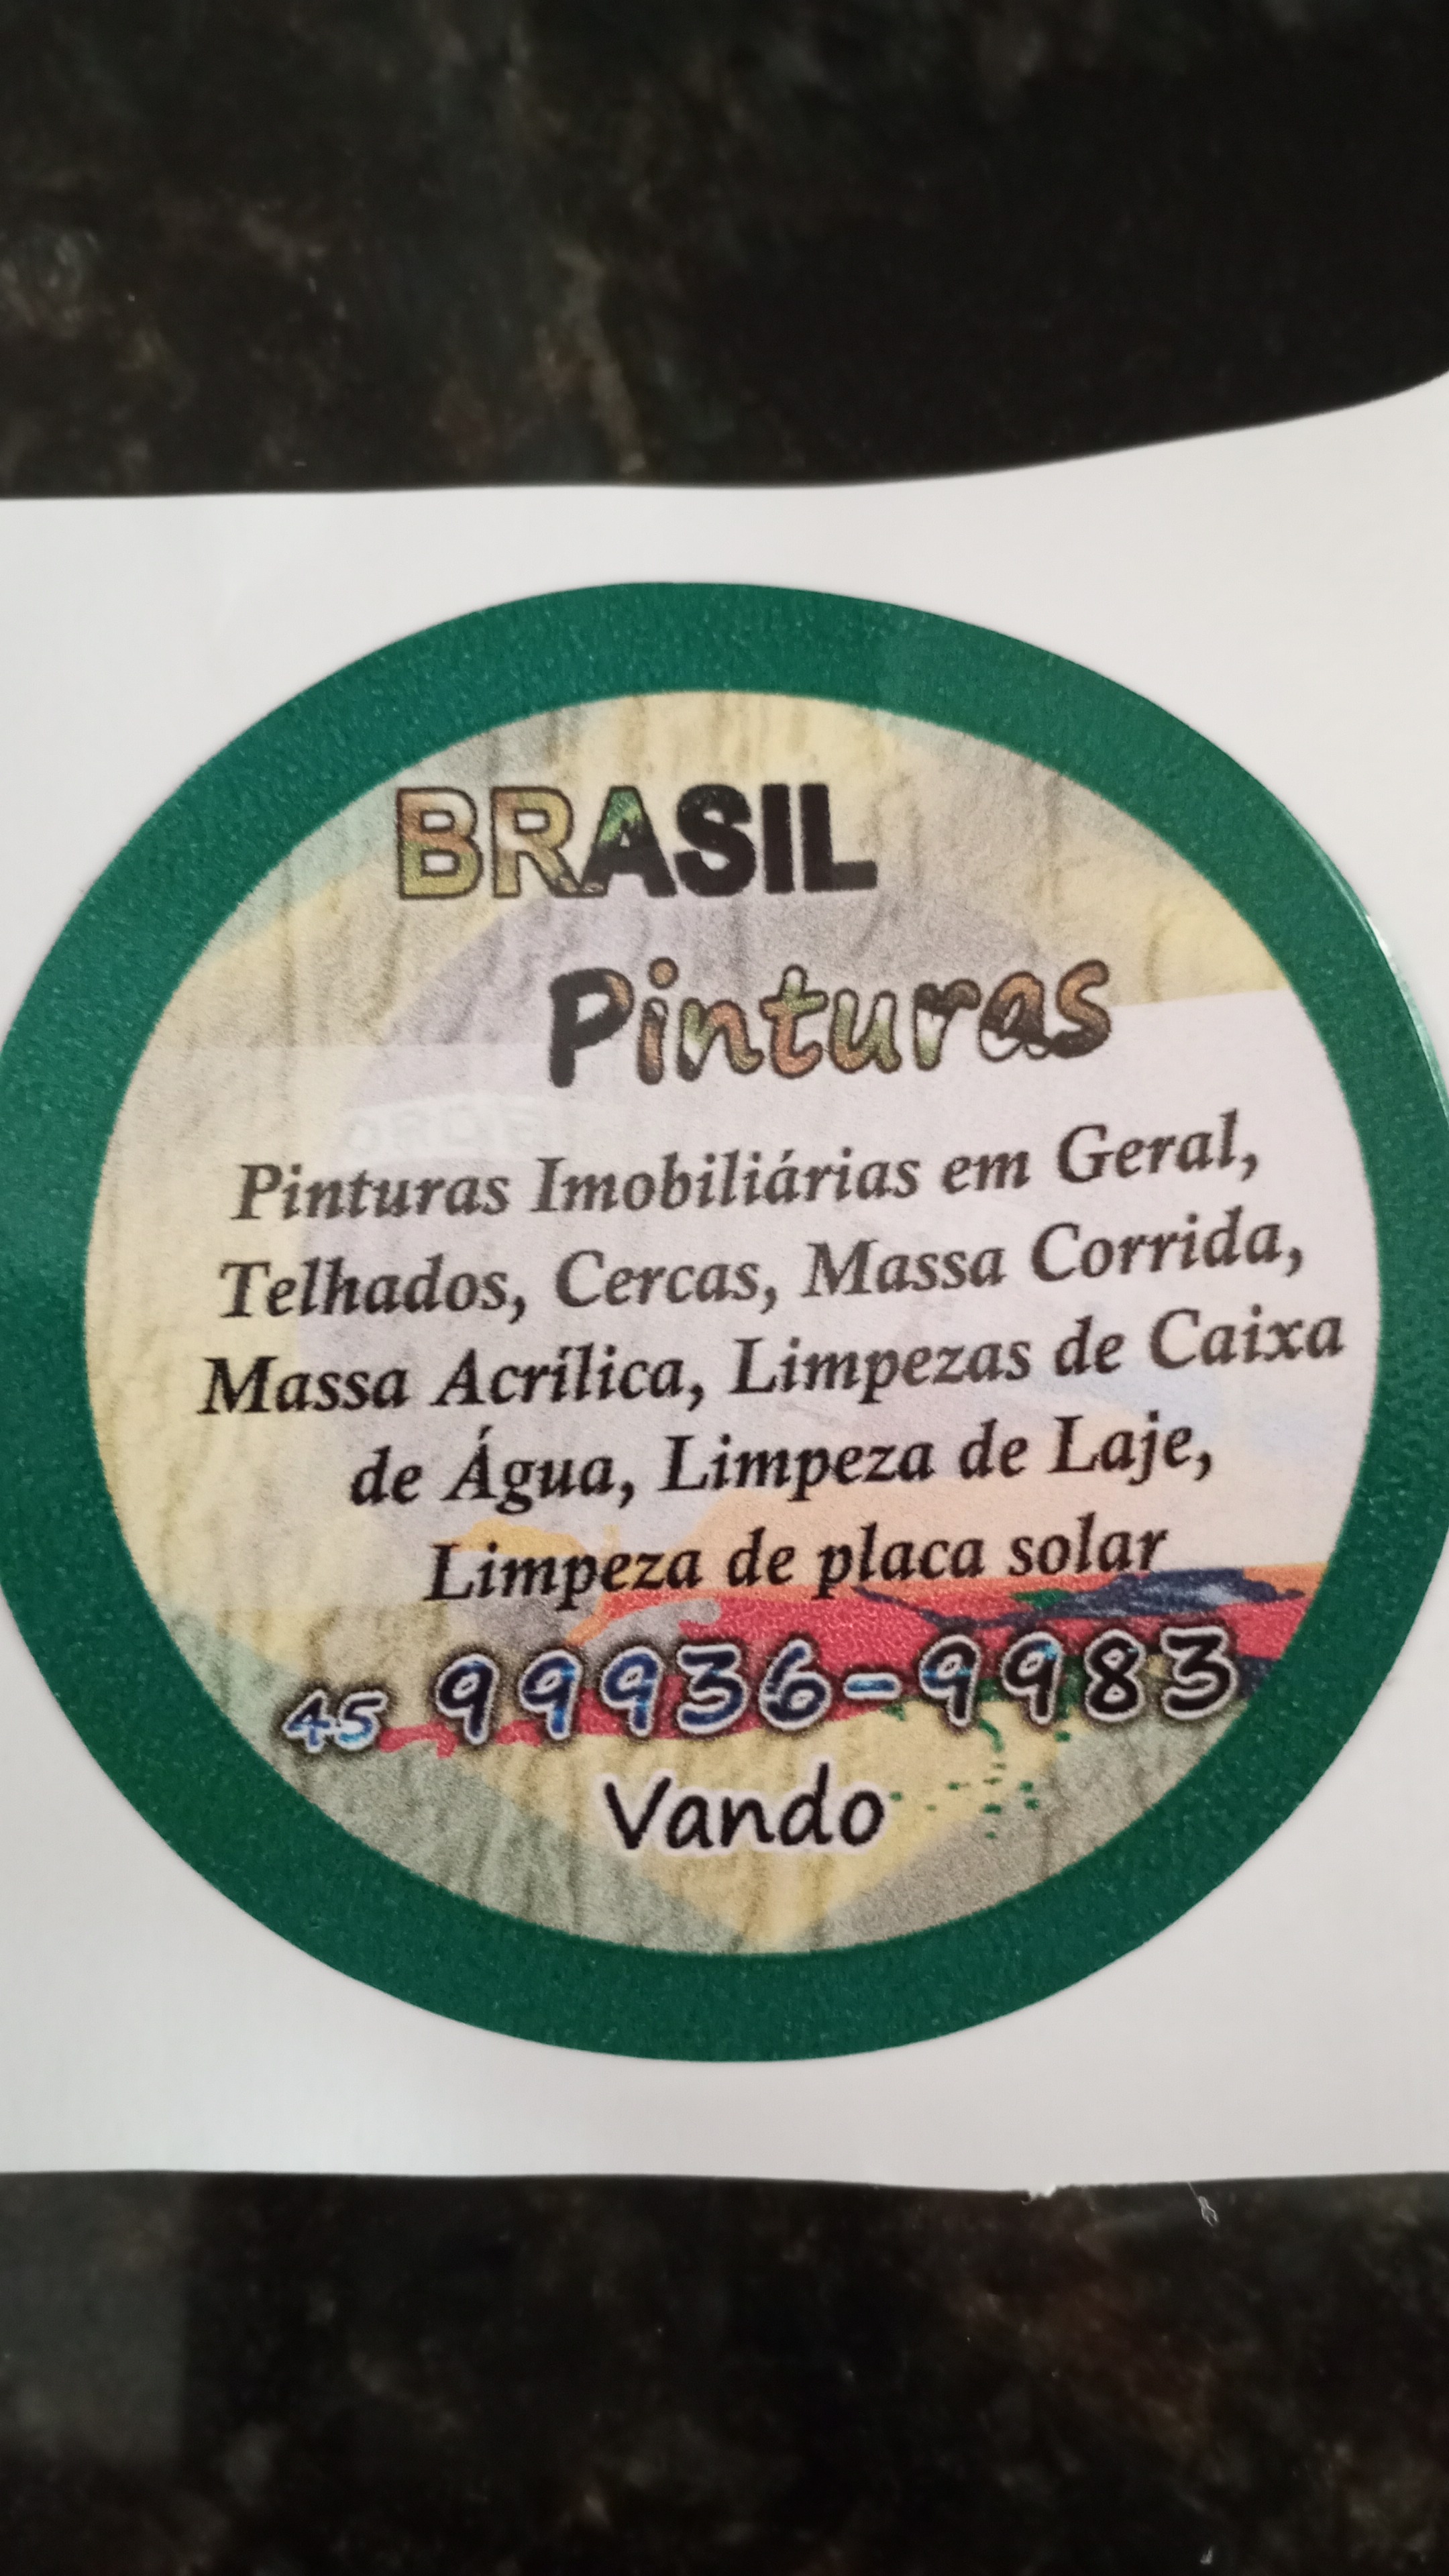 BRASIL
Pinturas
Pinturas Imobiliárias em Geral,
Telhados, Cercas, Massa Corrida,
Massa Acrílica, Limpezas de Caixa
de Água, Limpeza de Laje,
Limpeza de placa solar
45 99936-9983
Vando